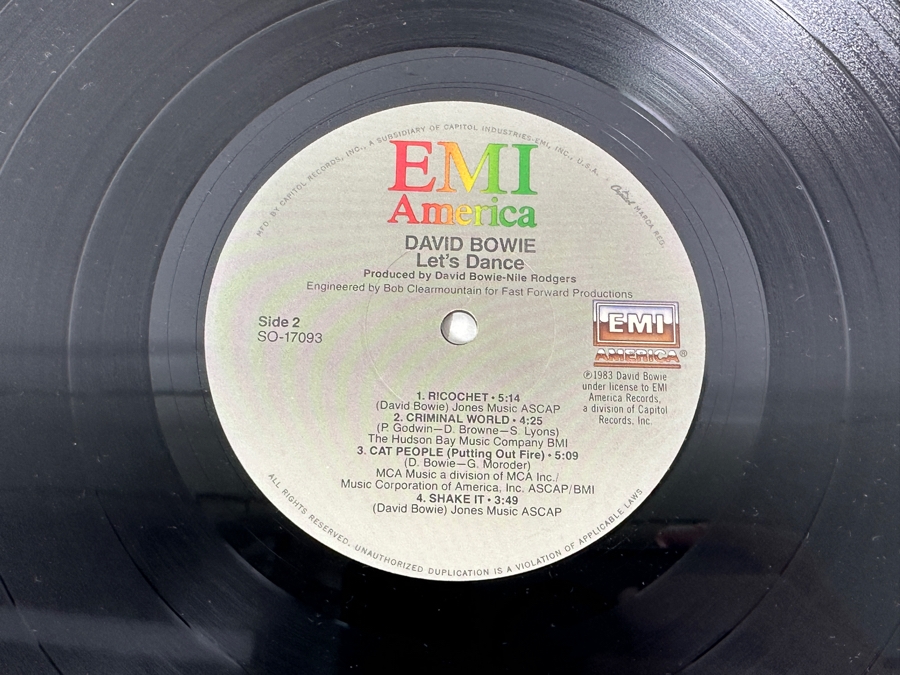 MFD. BY CAPITOL RECORDS, INC., A SUBSIDIARY OF CAPITOL INDUSTRIES-EMI, INC., U.S.A. • Capitol MARCA REG.
EMI
America
DAVID BOWIE
Let's Dance
Produced by David Bowie-Nile Rodgers
Engineered by Bob Clearmountain for Fast Forward Productions
Side 2
SO-17093
EMI
AMERICA®
℗1983 David Bowie
under license to EMI
America Records,
a division of Capitol
Records, Inc.
1. RICOCHET • 5:14
(David Bowie) Jones Music ASCAP
2. CRIMINAL WORLD • 4:25
(P. Godwin—D. Browne—S. Lyons)
The Hudson Bay Music Company BMI
3. CAT PEOPLE (Putting Out Fire) • 5:09
(D. Bowie—G. Moroder)
MCA Music a division of MCA Inc./
Music Corporation of America, Inc. ASCAP/BMI
4. SHAKE IT • 3:49
(David Bowie) Jones Music ASCAP
ALL RIGHTS RESERVED. UNAUTHORIZED DUPLICATION IS A VIOLATION OF APPLICABLE LAWS